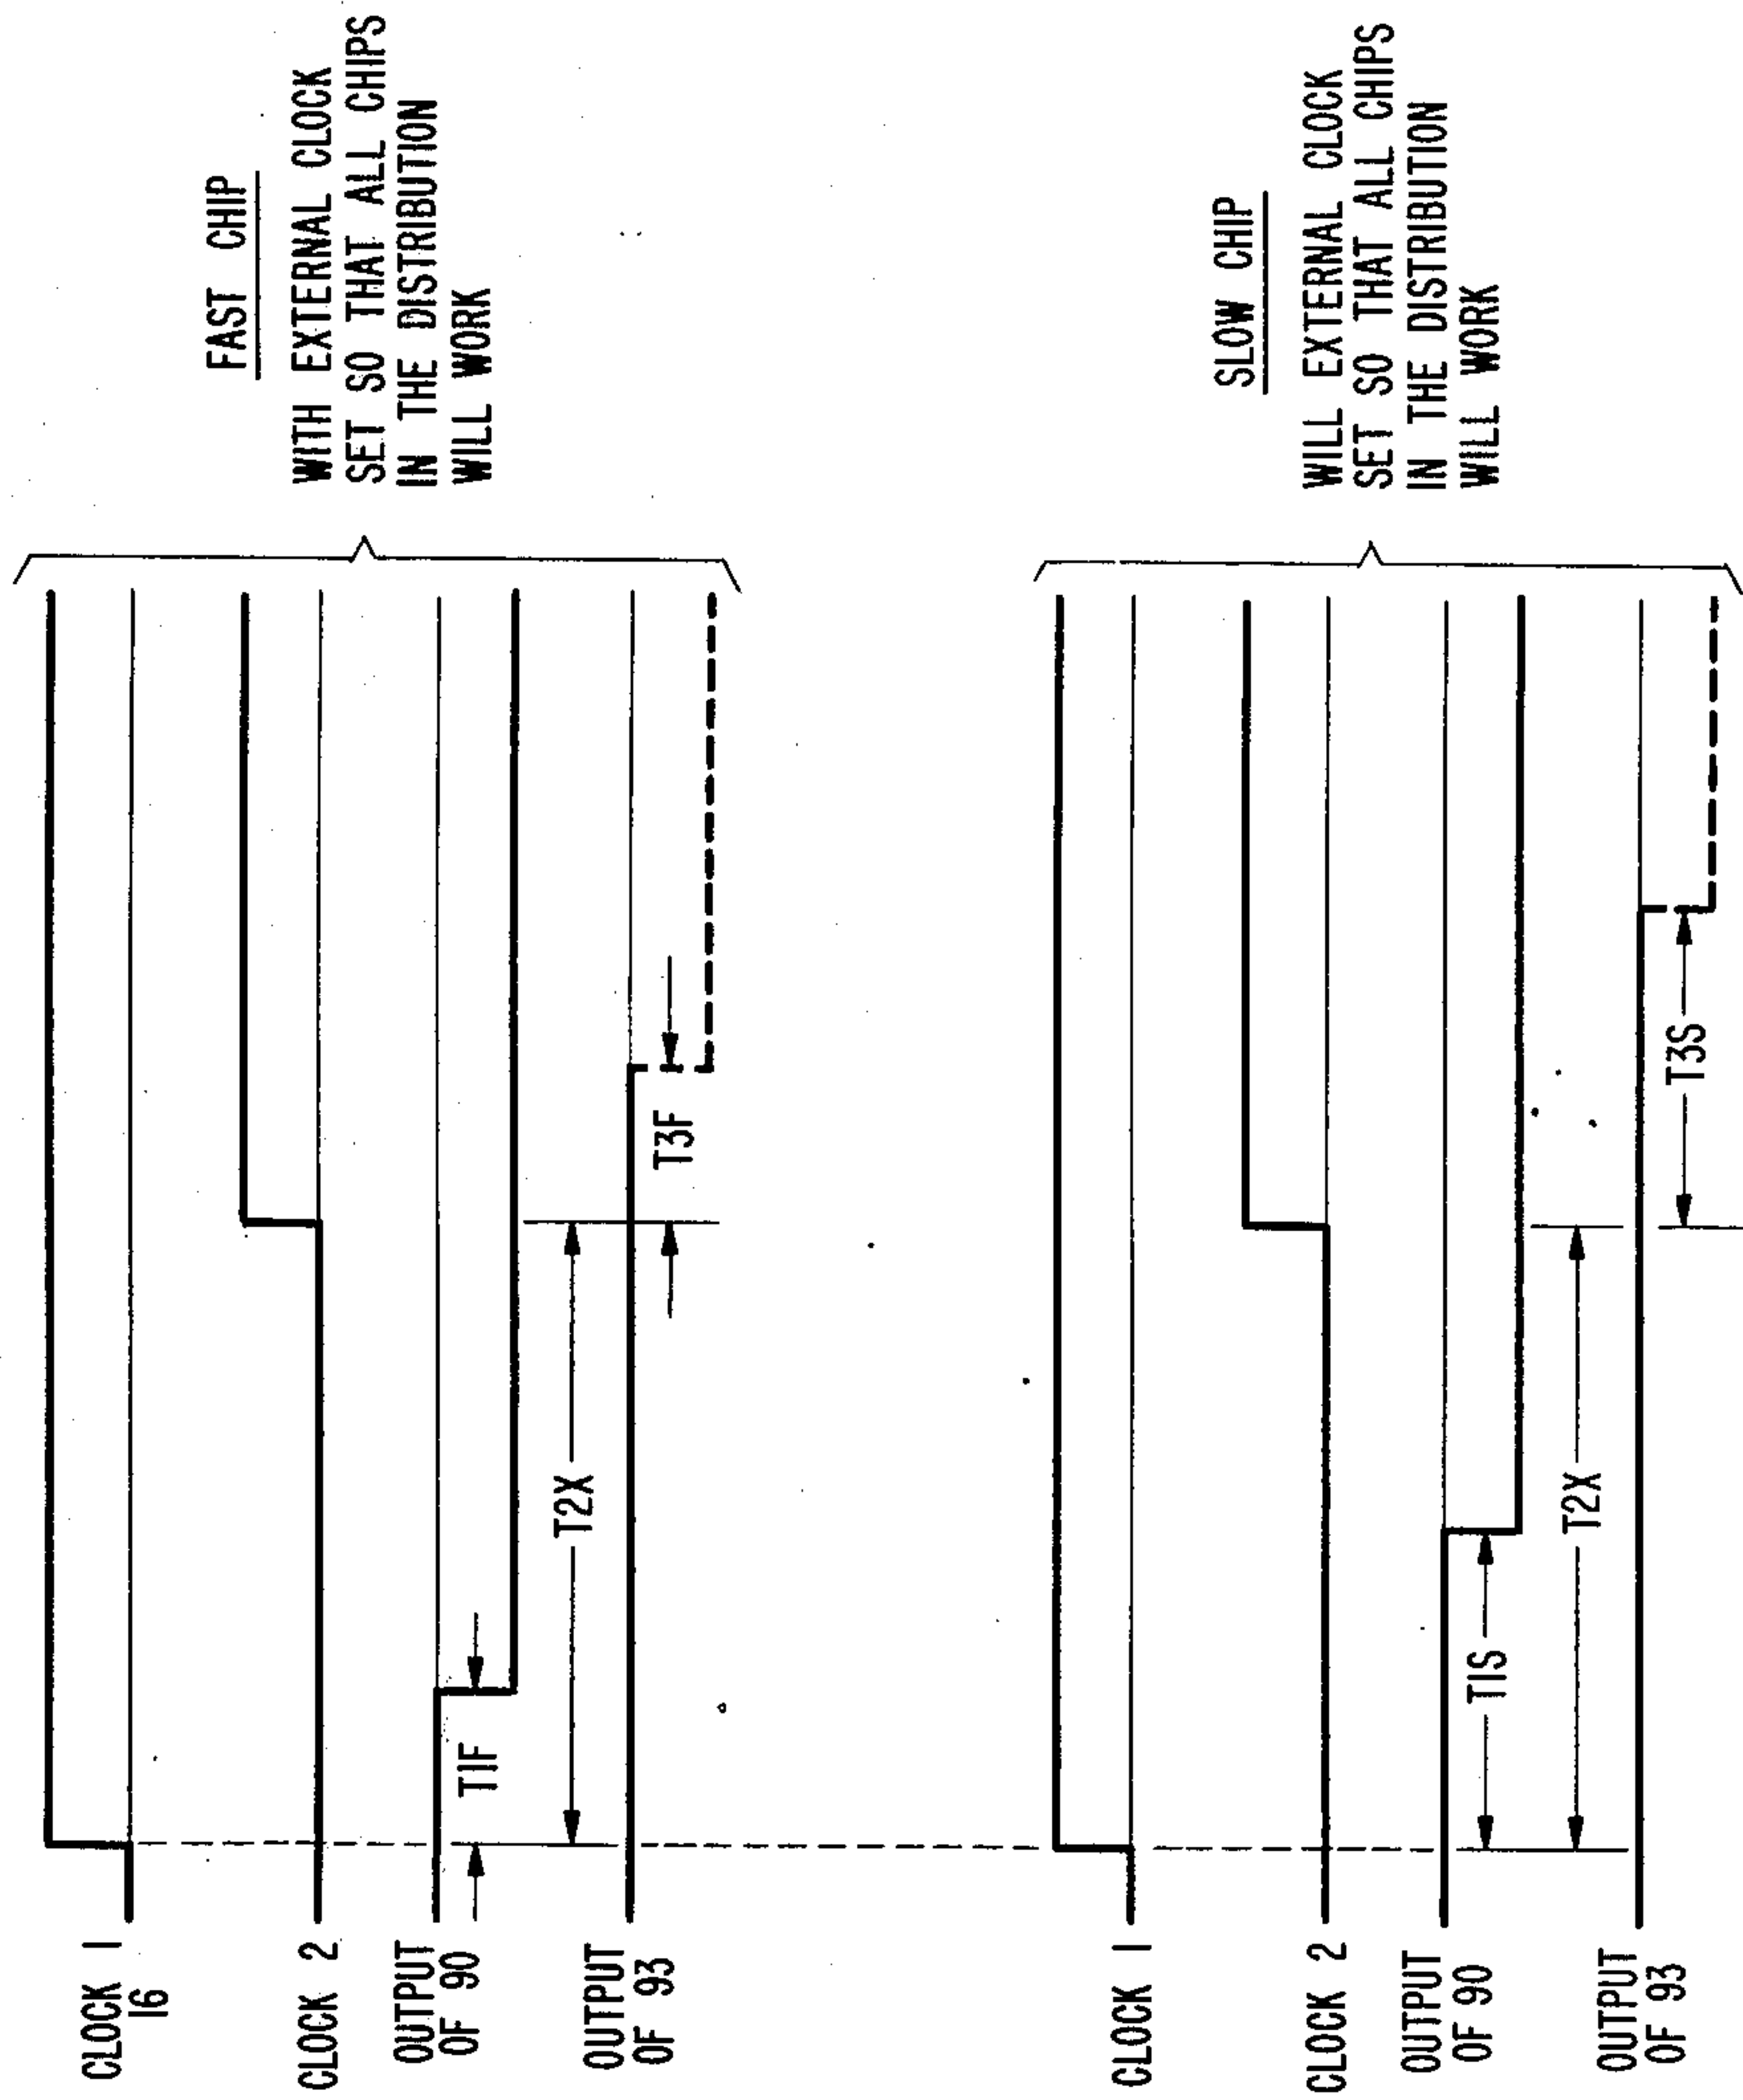 CLOCK 1
16
CLOCK 2
OUTPUT
OF 90
OUTPUT
OF 93
T1F
T2X
T3F
FAST CHIP
WITH EXTERNAL CLOCK
SET SO THAT ALL CHIPS
IN THE DISTRIBUTION
WILL WORK
CLOCK 1
CLOCK 2
OUTPUT
OF 90
OUTPUT
OF 93
T1S
T2X
T3S
SLOW CHIP
WILL EXTERNAL CLOCK
SET SO THAT ALL CHIPS
IN THE DISTRIBUTION
WILL WORK